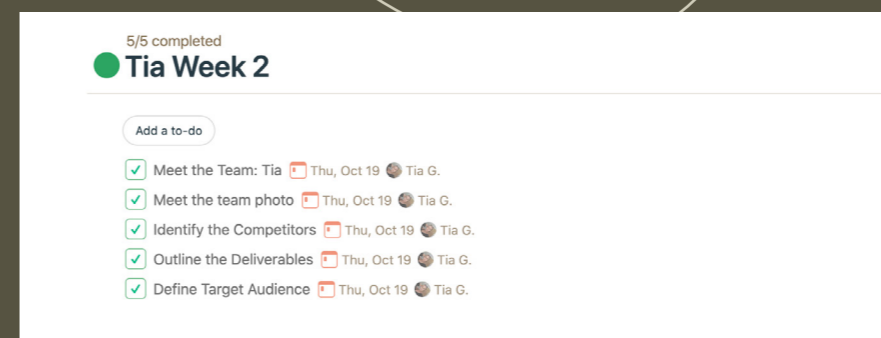 5/5 completed
Tia Week 2
Add a to-do
Meet the Team: Tia Thu, Oct 19 Tia G.
Meet the team photo Thu, Oct 19 Tia G.
Identify the Competitors Thu, Oct 19 Tia G.
Outline the Deliverables Thu, Oct 19 Tia G.
Define Target Audience Thu, Oct 19 Tia G.